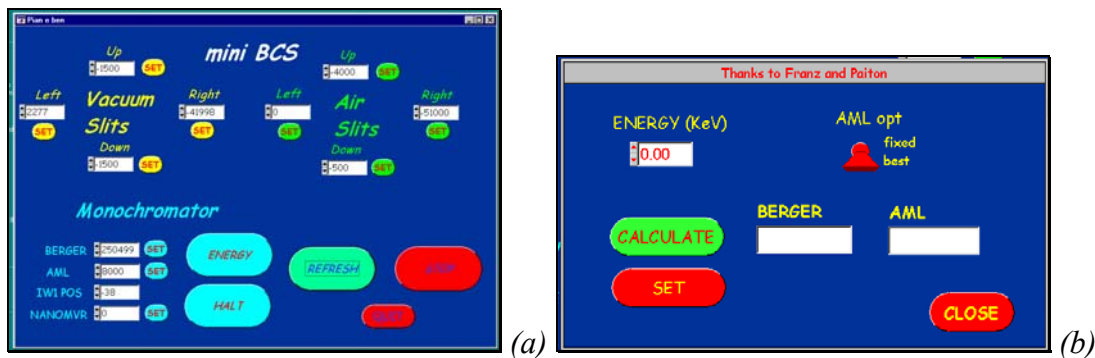 Pian e ben
mini BCS
Up
-1500 SET
Up
-4000 SET
Left Vacuum Right
2277 -41998
SET Slits SET
Down
-1500 SET
Left Air Right
0 -51000
SET Slits SET
Down
-500 SET
Monochromator
BERGER 250499 SET
AML 8000 SET
IW1 POS -38
NANOMVR 0 SET
ENERGY
HALT
REFRESH
STOP
QUIT
(a)
Thanks to Franz and Paiton
ENERGY (KeV)
0.00
AML opt
fixed
best
CALCULATE
SET
BERGER AML
CLOSE
(b)